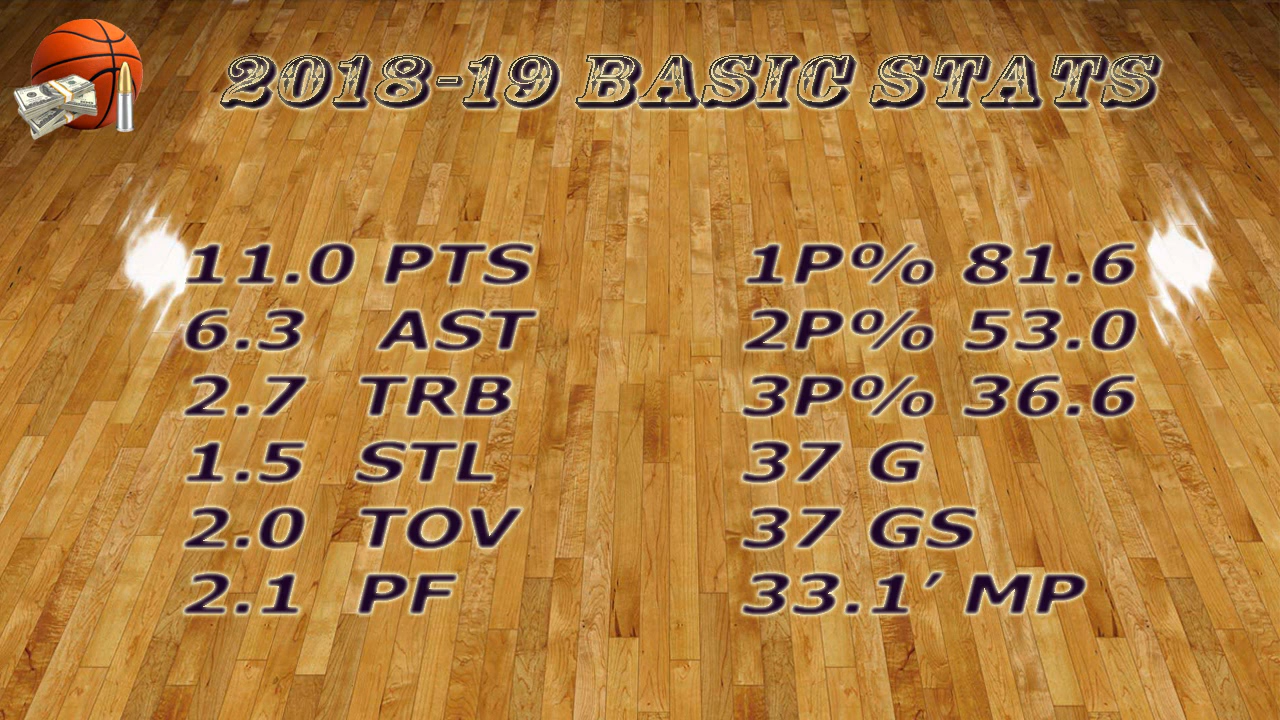 2018-19 BASIC STATS
11.0 PTS
6.3 AST
2.7 TRB
1.5 STL
2.0 TOV
2.1 PF
1P% 81.6
2P% 53.0
3P% 36.6
37 G
37 GS
33.1′ MP